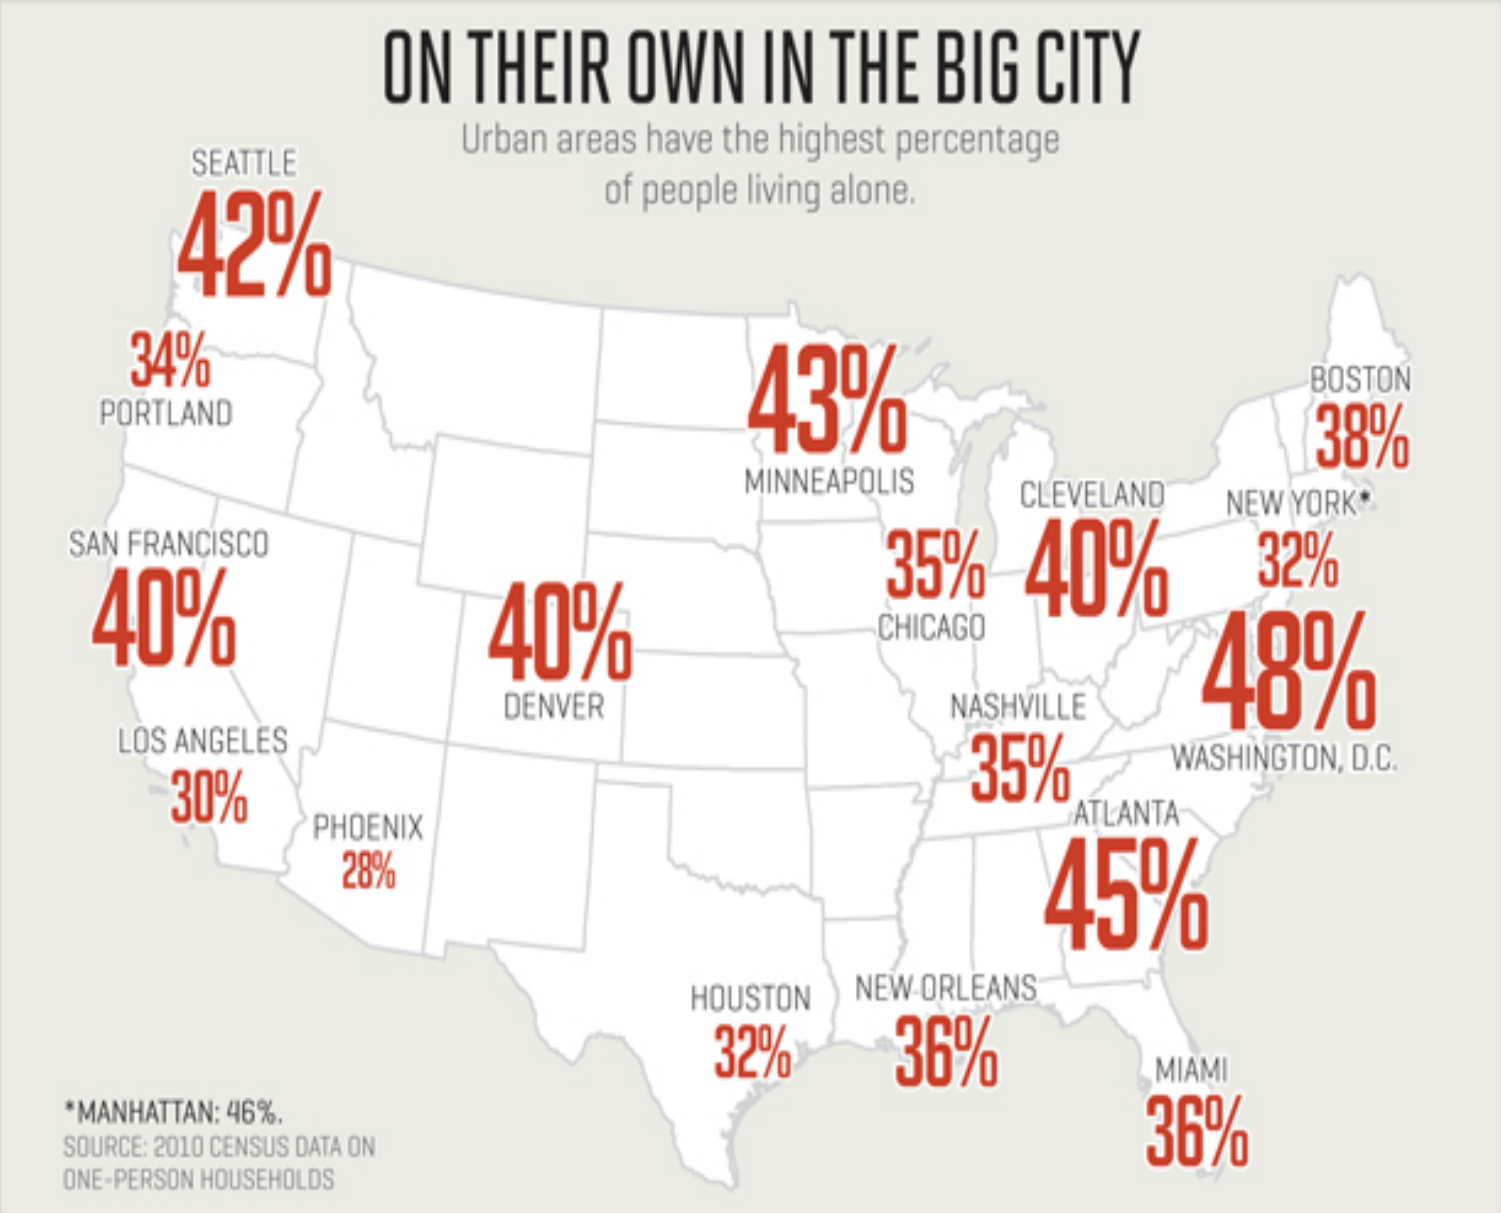 ON THEIR OWN IN THE BIG CITY
Urban areas have the highest percentage
of people living alone.
SEATTLE
42%
34%
PORTLAND
SAN FRANCISCO
40%
LOS ANGELES
30%
PHOENIX
28%
40%
DENVER
43%
MINNEAPOLIS
35%
CHICAGO
CLEVELAND
40%
BOSTON
38%
NEW YORK*
32%
48%
WASHINGTON, D.C.
NASHVILLE
35%
ATLANTA
45%
HOUSTON
32%
NEW ORLEANS
36%
MIAMI
36%
*MANHATTAN: 46%.
SOURCE: 2010 CENSUS DATA ON
ONE-PERSON HOUSEHOLDS